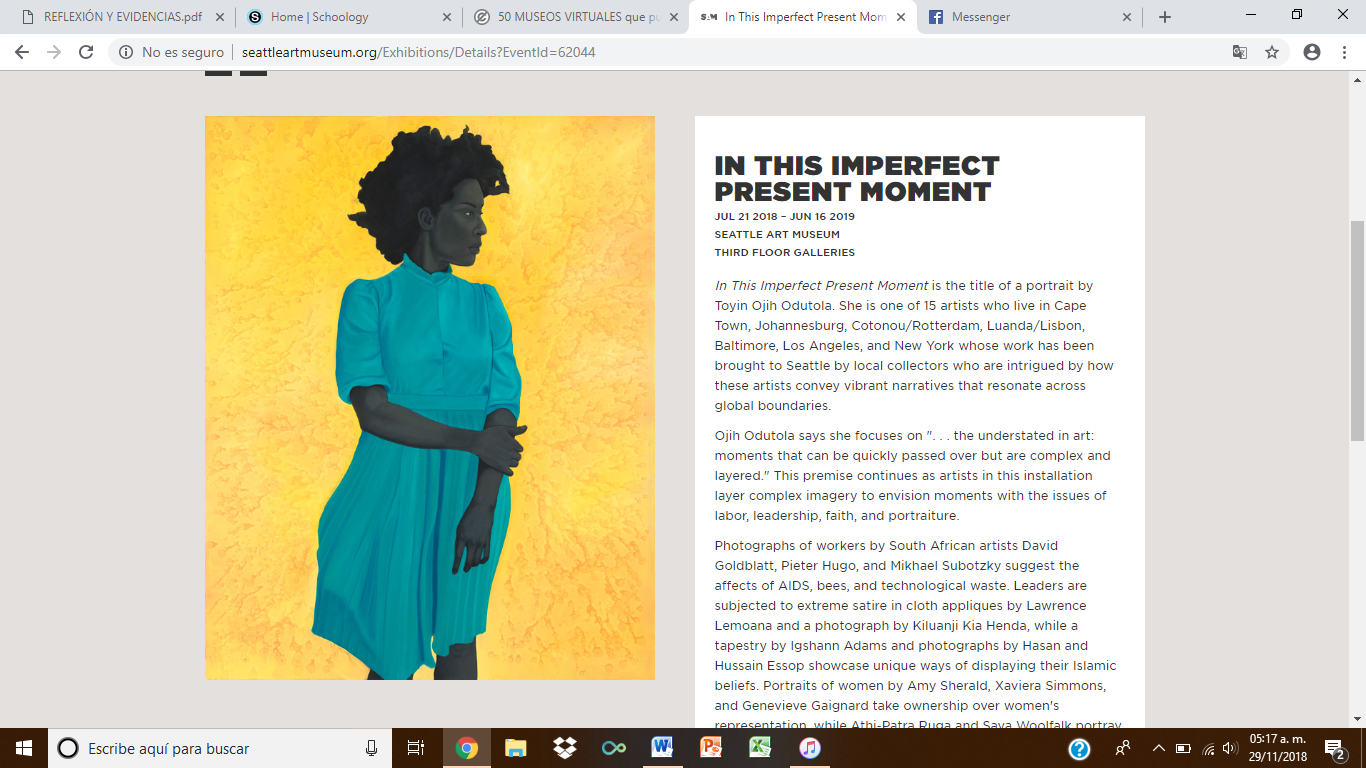 REFLEXIÓN Y EVIDENCIAS.pdf
Home | Schoology
50 MUSEOS VIRTUALES que pu
In This Imperfect Present Mom
Messenger
No es seguro
seattleartmuseum.org/Exhibitions/Details?EventId=62044
IN THIS IMPERFECT
PRESENT MOMENT
JUL 21 2018 – JUN 16 2019
SEATTLE ART MUSEUM
THIRD FLOOR GALLERIES
In This Imperfect Present Moment is the title of a portrait by
Toyin Ojih Odutola. She is one of 15 artists who live in Cape
Town, Johannesburg, Cotonou/Rotterdam, Luanda/Lisbon,
Baltimore, Los Angeles, and New York whose work has been
brought to Seattle by local collectors who are intrigued by how
these artists convey vibrant narratives that resonate across
global boundaries.
Ojih Odutola says she focuses on ". . . the understated in art:
moments that can be quickly passed over but are complex and
layered." This premise continues as artists in this installation
layer complex imagery to envision moments with the issues of
labor, leadership, faith, and portraiture.
Photographs of workers by South African artists David
Goldblatt, Pieter Hugo, and Mikhael Subotzky suggest the
affects of AIDS, bees, and technological waste. Leaders are
subjected to extreme satire in cloth appliques by Lawrence
Lemoana and a photograph by Kiluanji Kia Henda, while a
tapestry by Igshann Adams and photographs by Hasan and
Hussain Essop showcase unique ways of displaying their Islamic
beliefs. Portraits of women by Amy Sherald, Xaviera Simmons,
and Genevieve Gaignard take ownership over women's
representation, while Athi-Patra Ruga and Saya Woolfalk portray
Escribe aquí para buscar
05:17 a. m.
29/11/2018
2